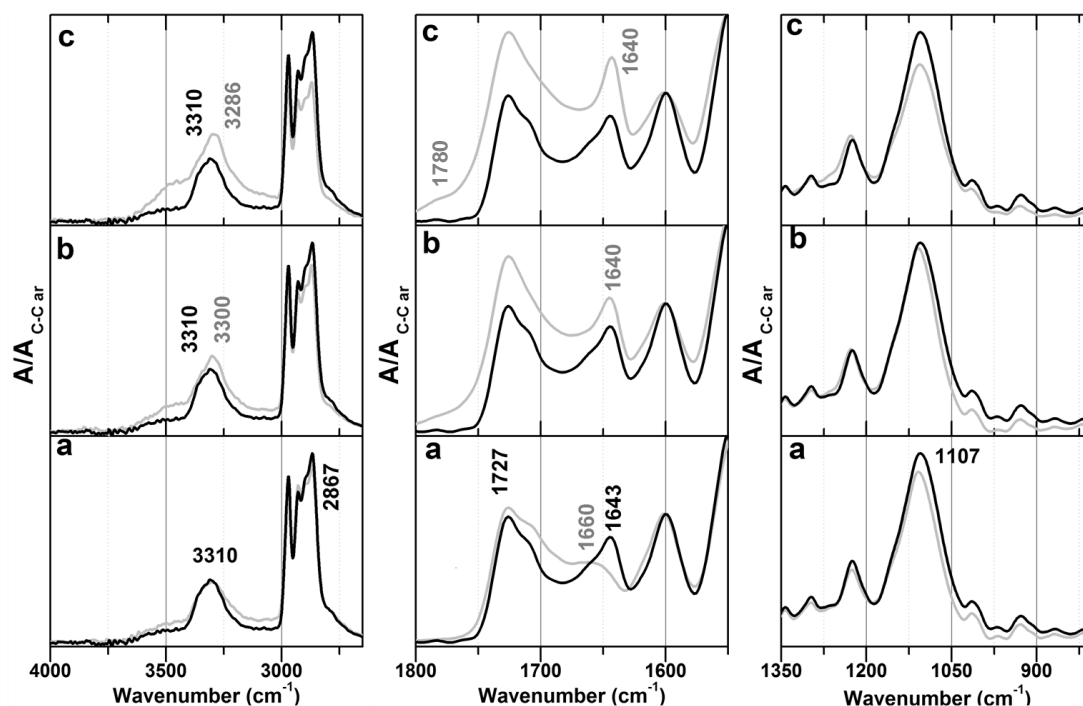 c
3310
3286
b
3310
3300
a
3310
2867
A/A C-C ar
4000 3500 3000
Wavenumber (cm-1)
c
1780
1640
b
1640
a
1727
1660
1643
A/A C-C ar
1800 1700 1600
Wavenumber (cm-1)
c
b
a
1107
A/A C-C ar
1350 1200 1050 900
Wavenumber (cm-1)